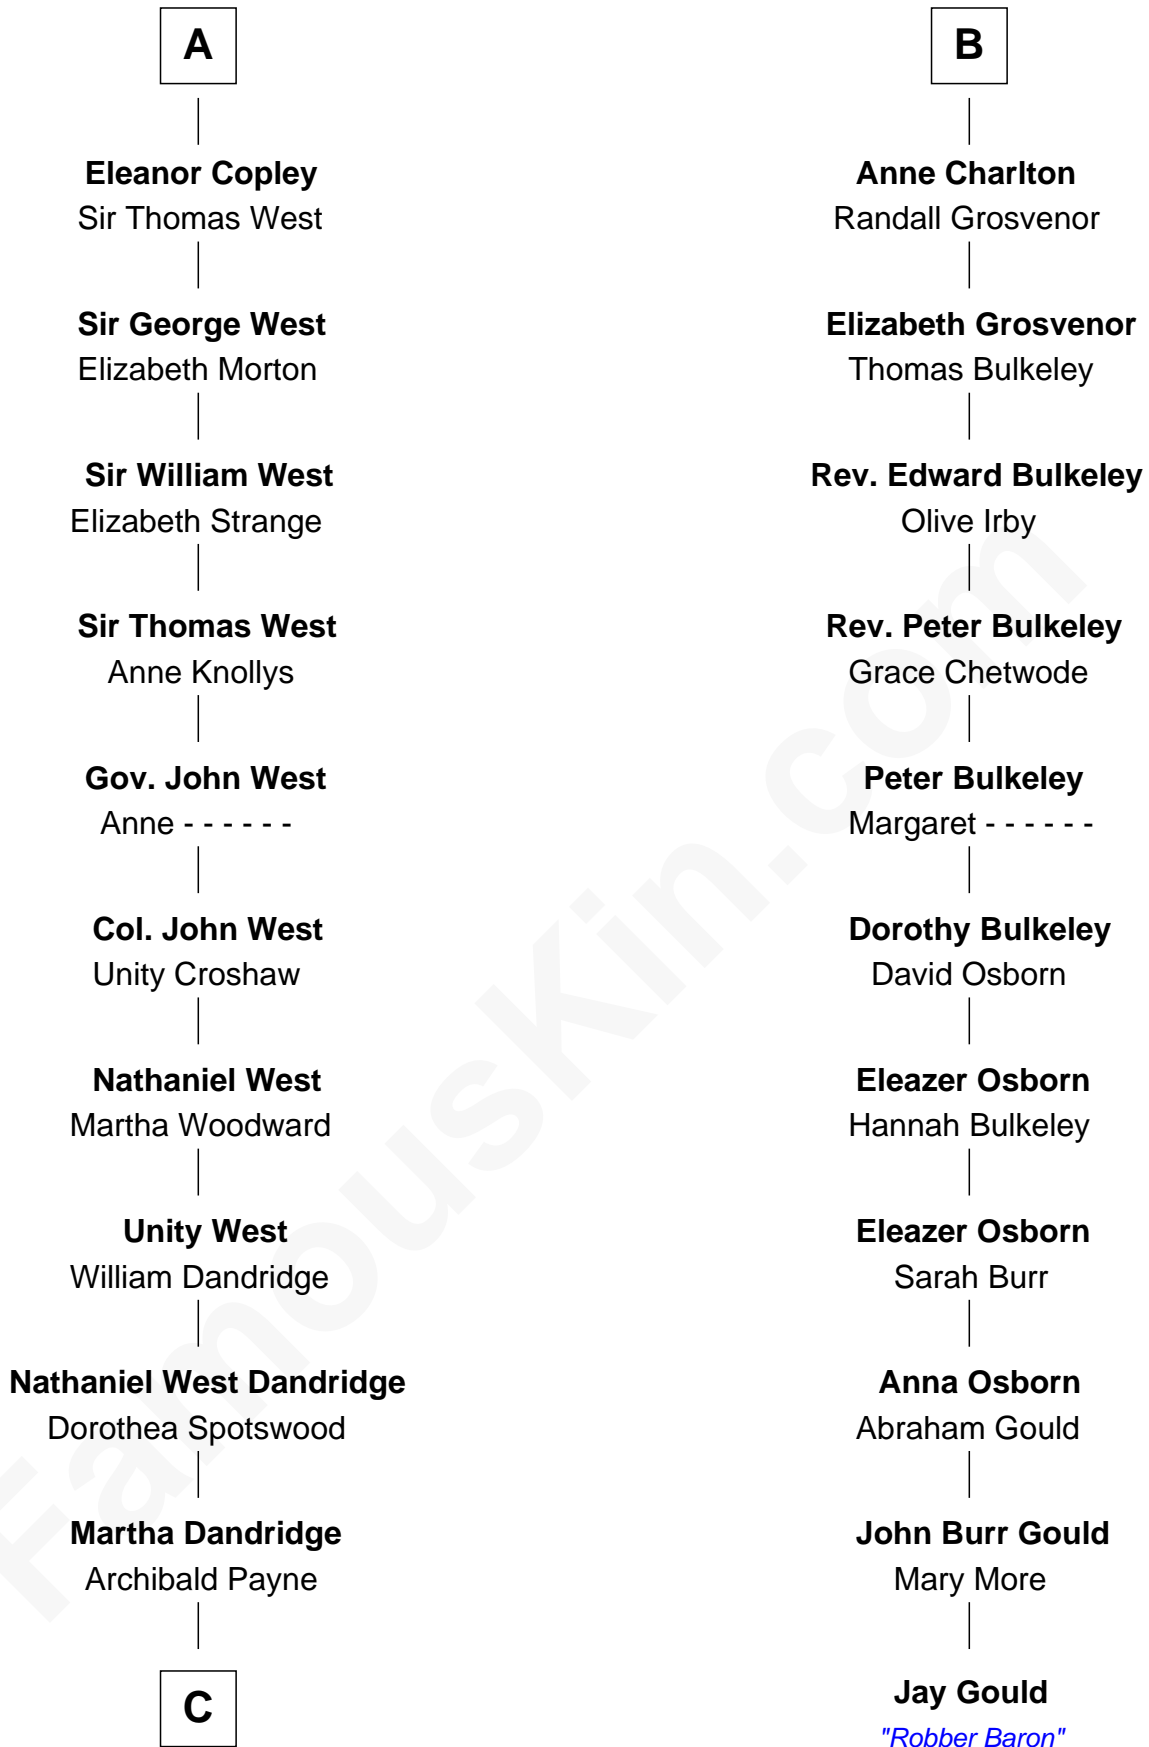 A
Eleanor Copley
Sir Thomas West
Sir George West
Elizabeth Morton
Sir William West
Elizabeth Strange
Sir Thomas West
Anne Knollys
Gov. John West
Anne - - - - - -
Col. John West
Unity Croshaw
Nathaniel West
Martha Woodward
Unity West
William Dandridge
Nathaniel West Dandridge
Dorothea Spotswood
Martha Dandridge
Archibald Payne
C
B
Anne Charlton
Randall Grosvenor
Elizabeth Grosvenor
Thomas Bulkeley
Rev. Edward Bulkeley
Olive Irby
Rev. Peter Bulkeley
Grace Chetwode
Peter Bulkeley
Margaret - - - - - -
Dorothy Bulkeley
David Osborn
Eleazer Osborn
Hannah Bulkeley
Eleazer Osborn
Sarah Burr
Anna Osborn
Abraham Gould
John Burr Gould
Mary More
Jay Gould
"Robber Baron"
FamousKin.com